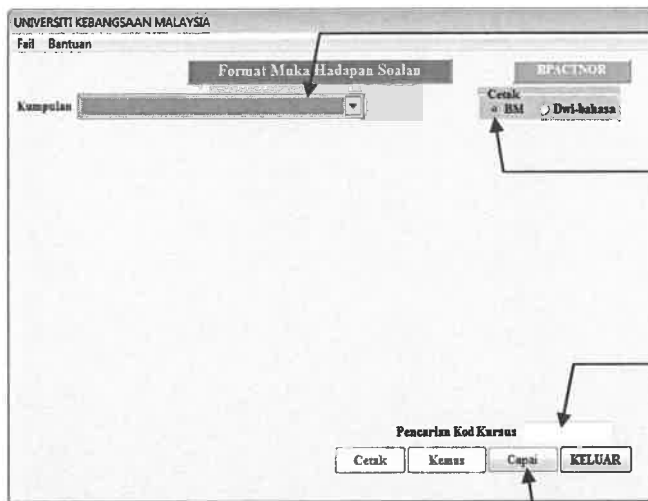 UNIVERSITI KEBANGSAAN MALAYSIA
Fail Bantuan
Format Muka Hadapan Soalan
BPACTNOR
Kumpulan
Cetak
BM Dwi-bahasa
Pencarian Kod Kursus
Cetak Kemas Capai KELUAR